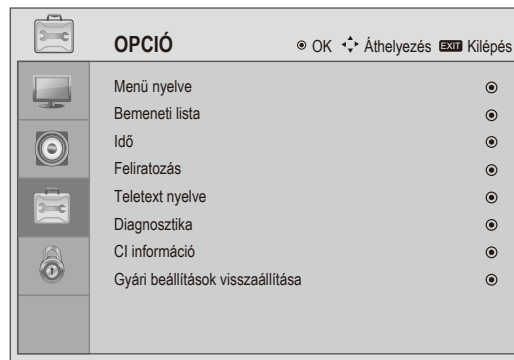 OPCIÓ OK Áthelyezés EXIT Kilépés
Menü nyelve
Bemeneti lista
Idő
Feliratozás
Teletext nyelve
Diagnosztika
CI információ
Gyári beállítások visszaállítása